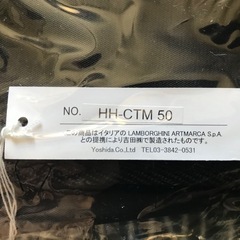 NO. HH-CTM 50
この商品はイタリアの LAMBORGHINI ARTMARCA S.p.A.
との提携により吉田㈱で製造されたものです。
Yoshida Co.,Ltd TEL03-3842-0531